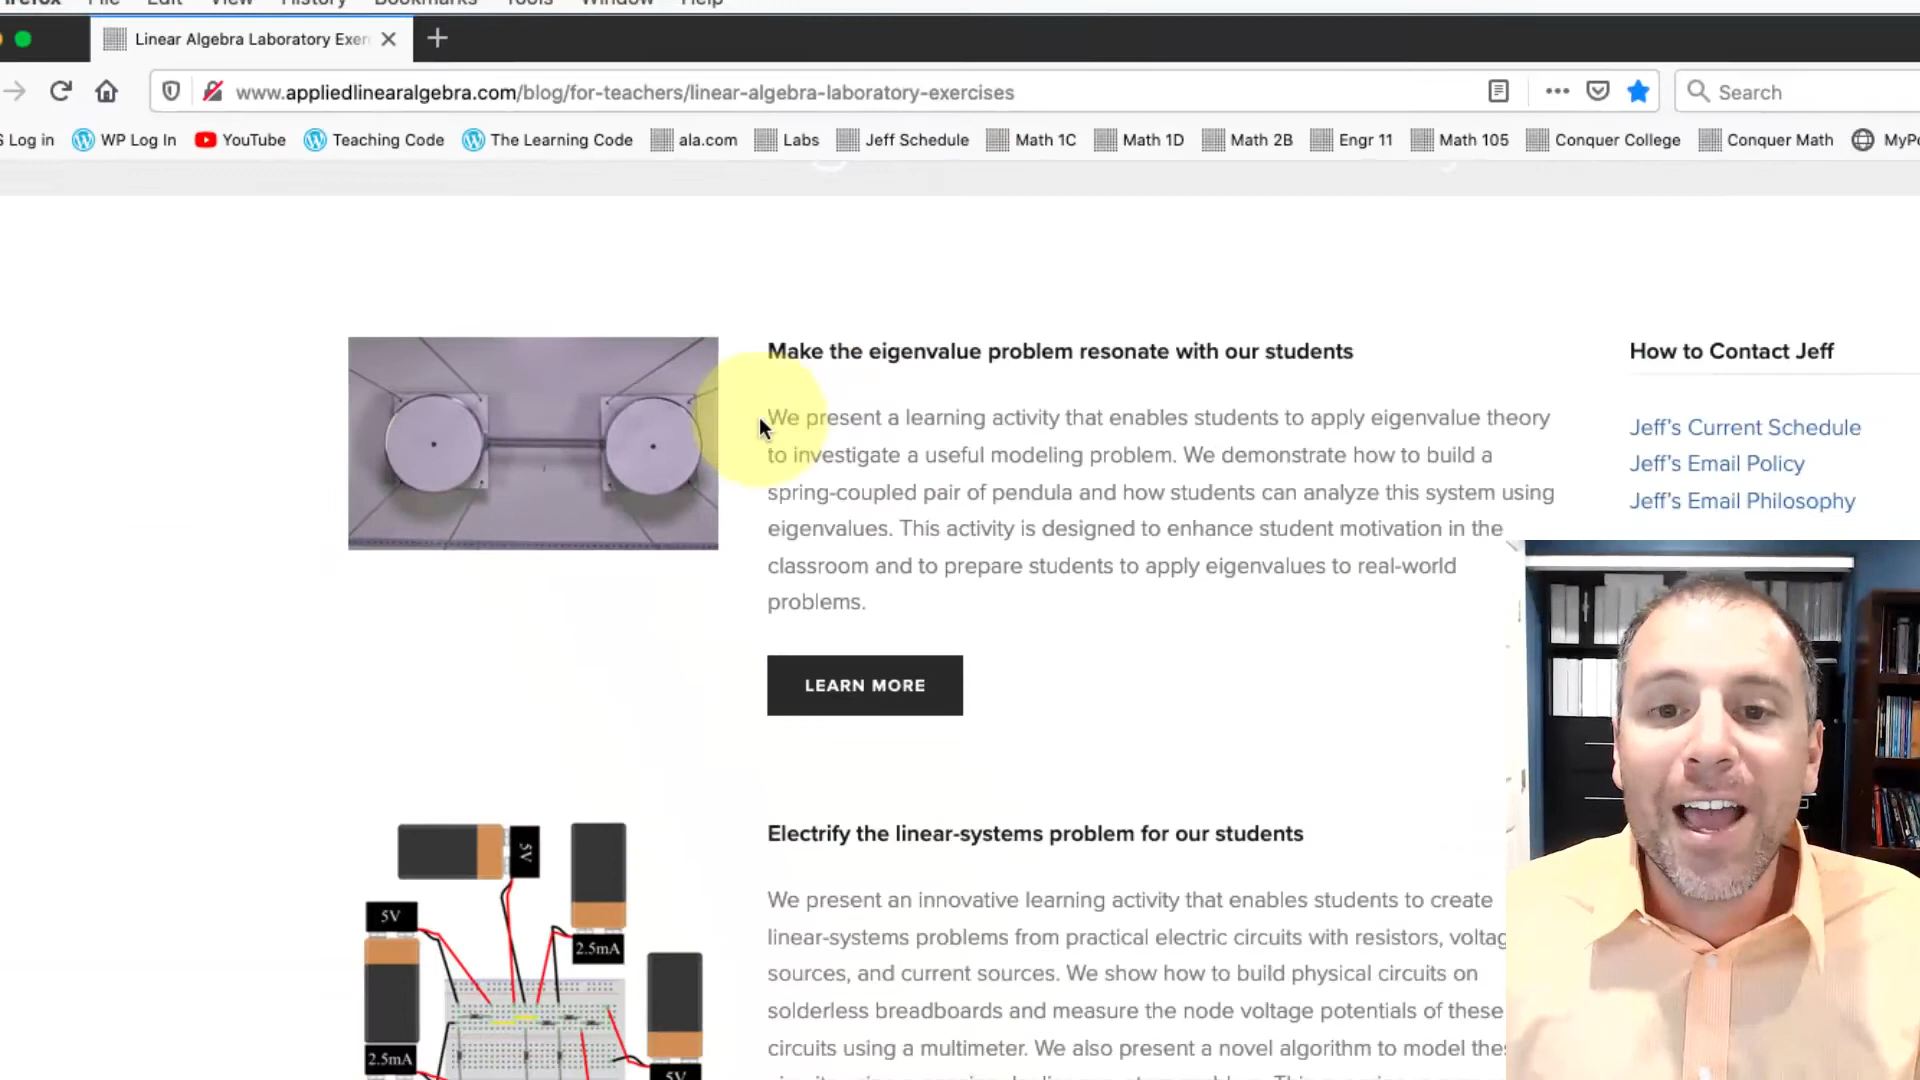 File Edit View History Bookmarks Tools Window Help
Linear Algebra Laboratory Exer
www.appliedlinearalgebra.com/blog/for-teachers/linear-algebra-laboratory-exercises
Search
Log in WP Log In YouTube Teaching Code The Learning Code ala.com Labs Jeff Schedule Math 1C Math 1D Math 2B Engr 11 Math 105 Conquer College Conquer Math
Make the eigenvalue problem resonate with our students
We present a learning activity that enables students to apply eigenvalue theory
to investigate a useful modeling problem. We demonstrate how to build a
spring-coupled pair of pendula and how students can analyze this system using
eigenvalues. This activity is designed to enhance student motivation in the
classroom and to prepare students to apply eigenvalues to real-world
problems.
LEARN MORE
How to Contact Jeff
Jeff's Current Schedule
Jeff's Email Policy
Jeff's Email Philosophy
5V
5V
2.5mA
2.5mA
5V
Electrify the linear-systems problem for our students
We present an innovative learning activity that enables students to create
linear-systems problems from practical electric circuits with resistors, voltag
sources, and current sources. We show how to build physical circuits on
solderless breadboards and measure the node voltage potentials of these
circuits using a multimeter. We also present a novel algorithm to model thes